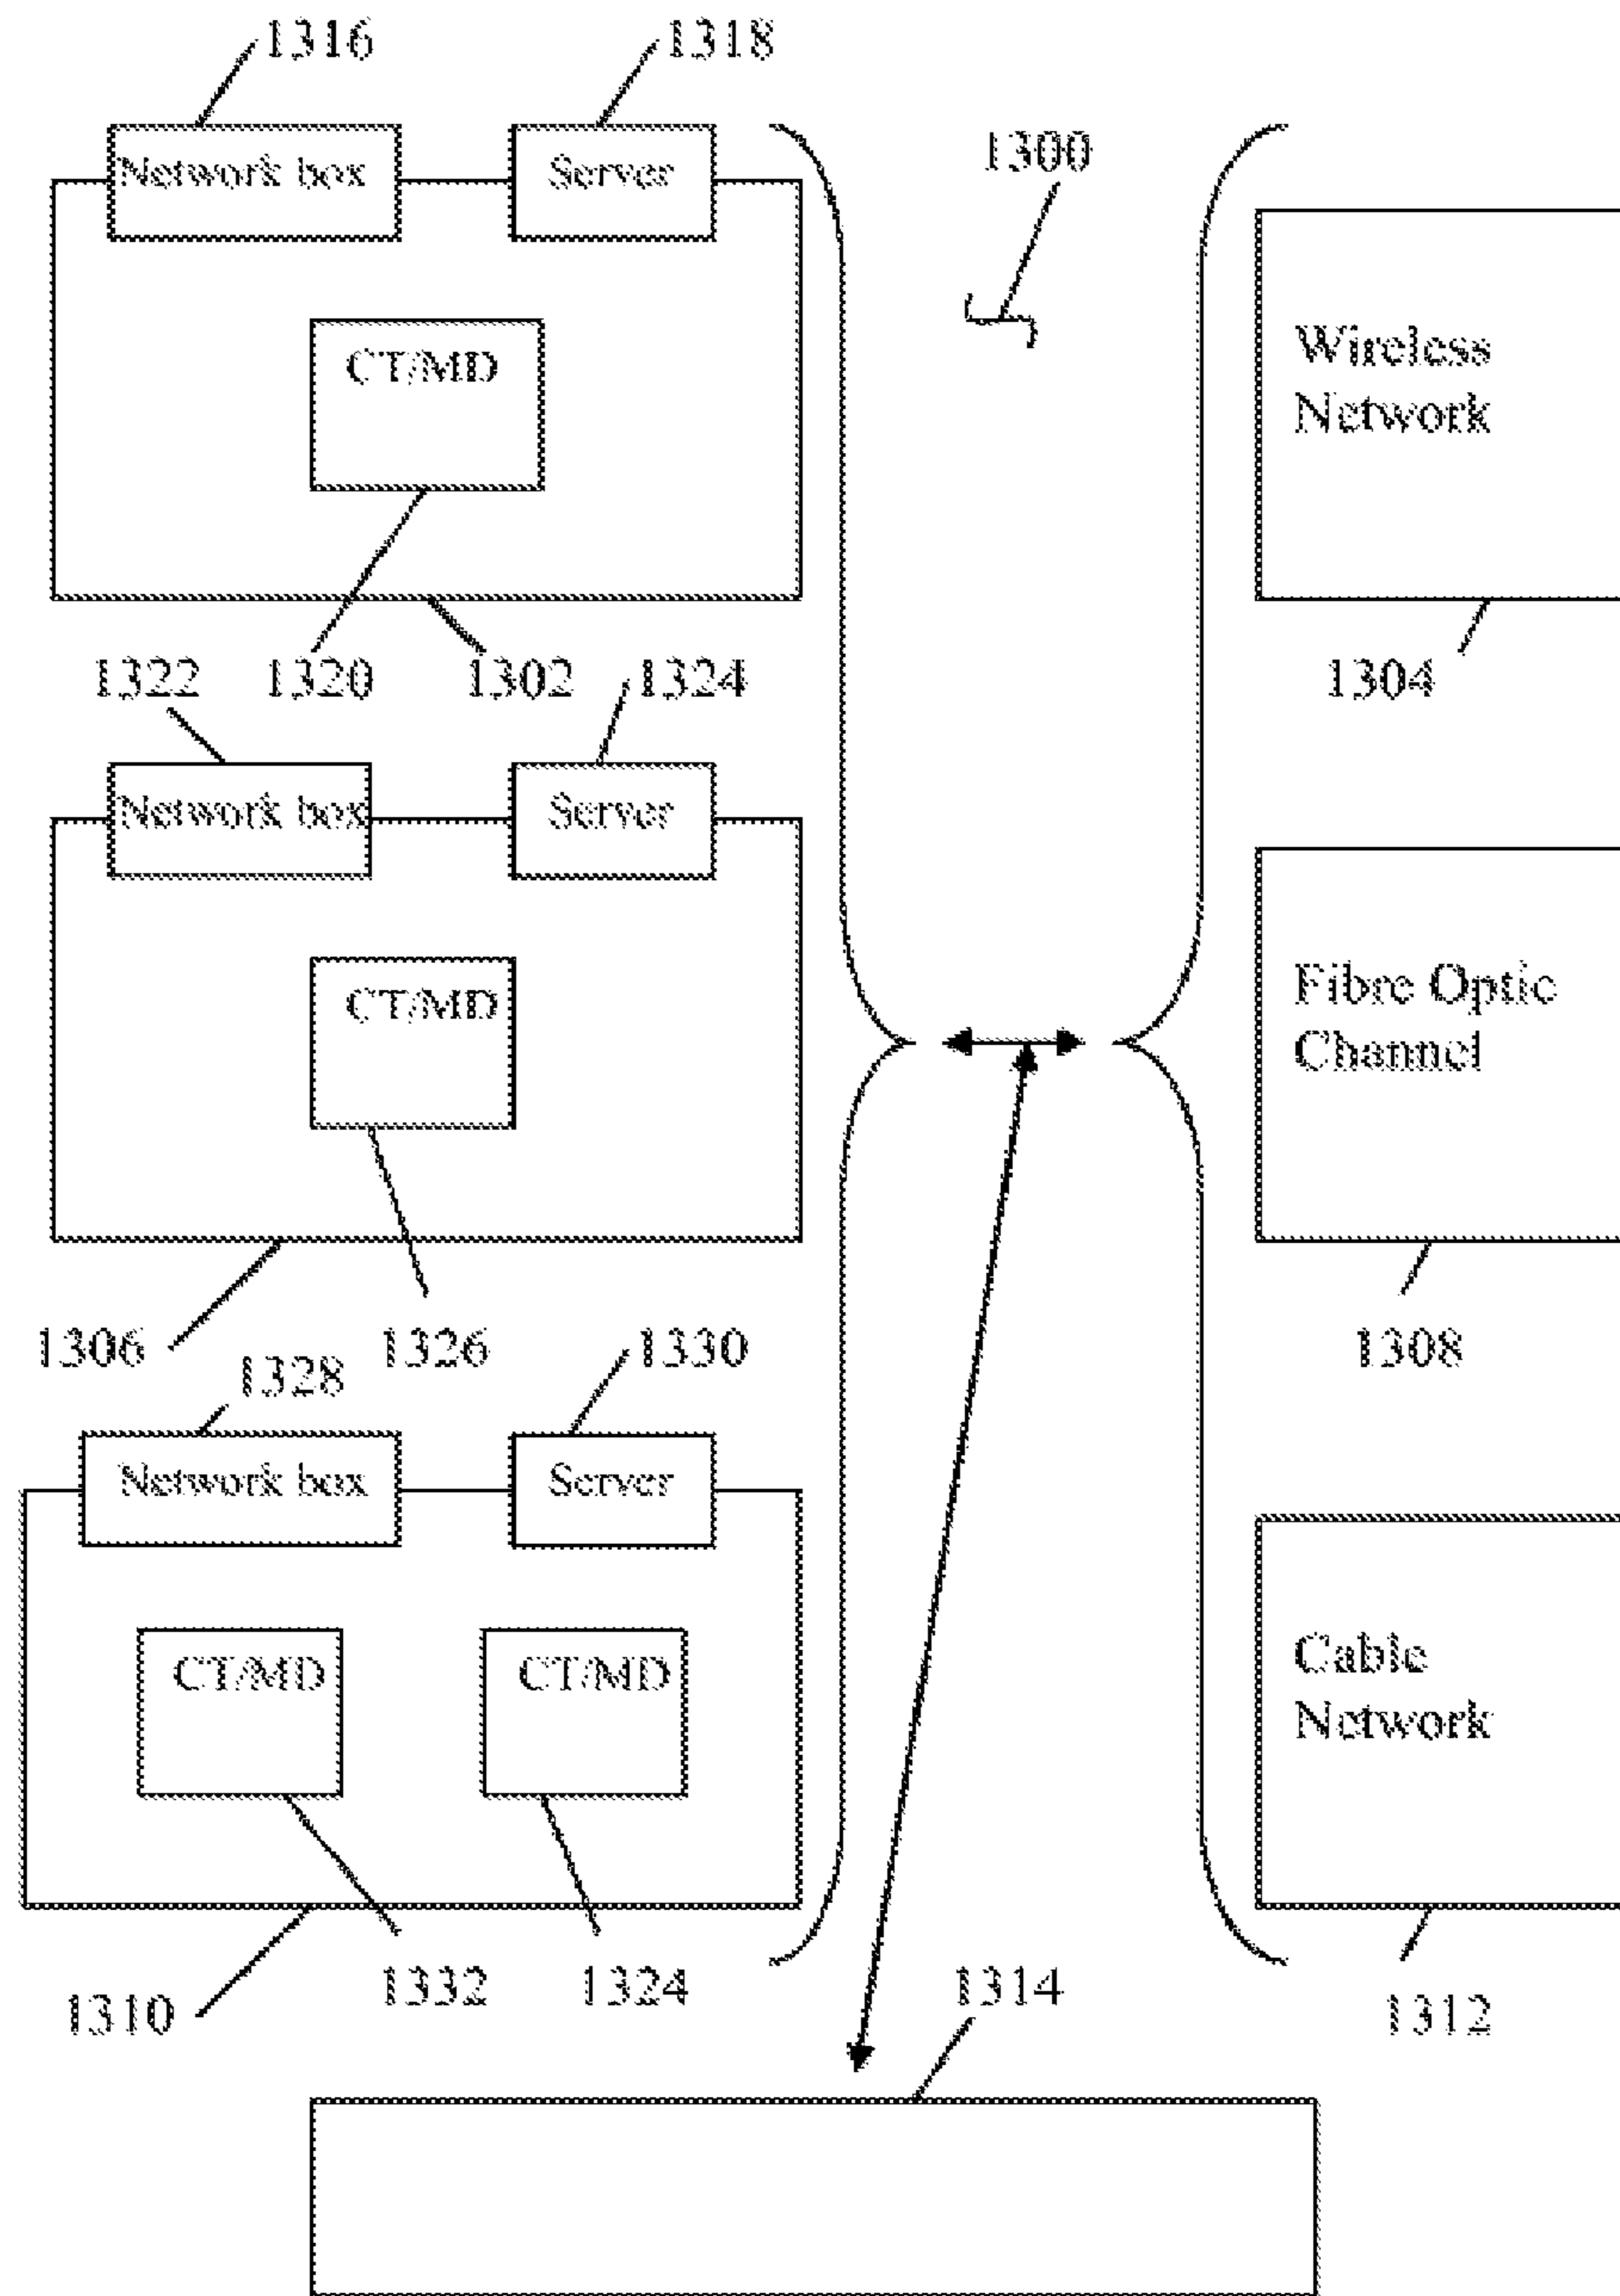 1316
1318
Network box
Server
1300
CT/MD
Wireless
Network
1322
1320
1302
1324
1304
Network box
Server
CT/MD
Fibre Optic
Channel
1306
1326
1330
1308
1328
Network box
Server
CT/MD
CT/MD
Cable
Network
1310
1332
1324
1314
1312